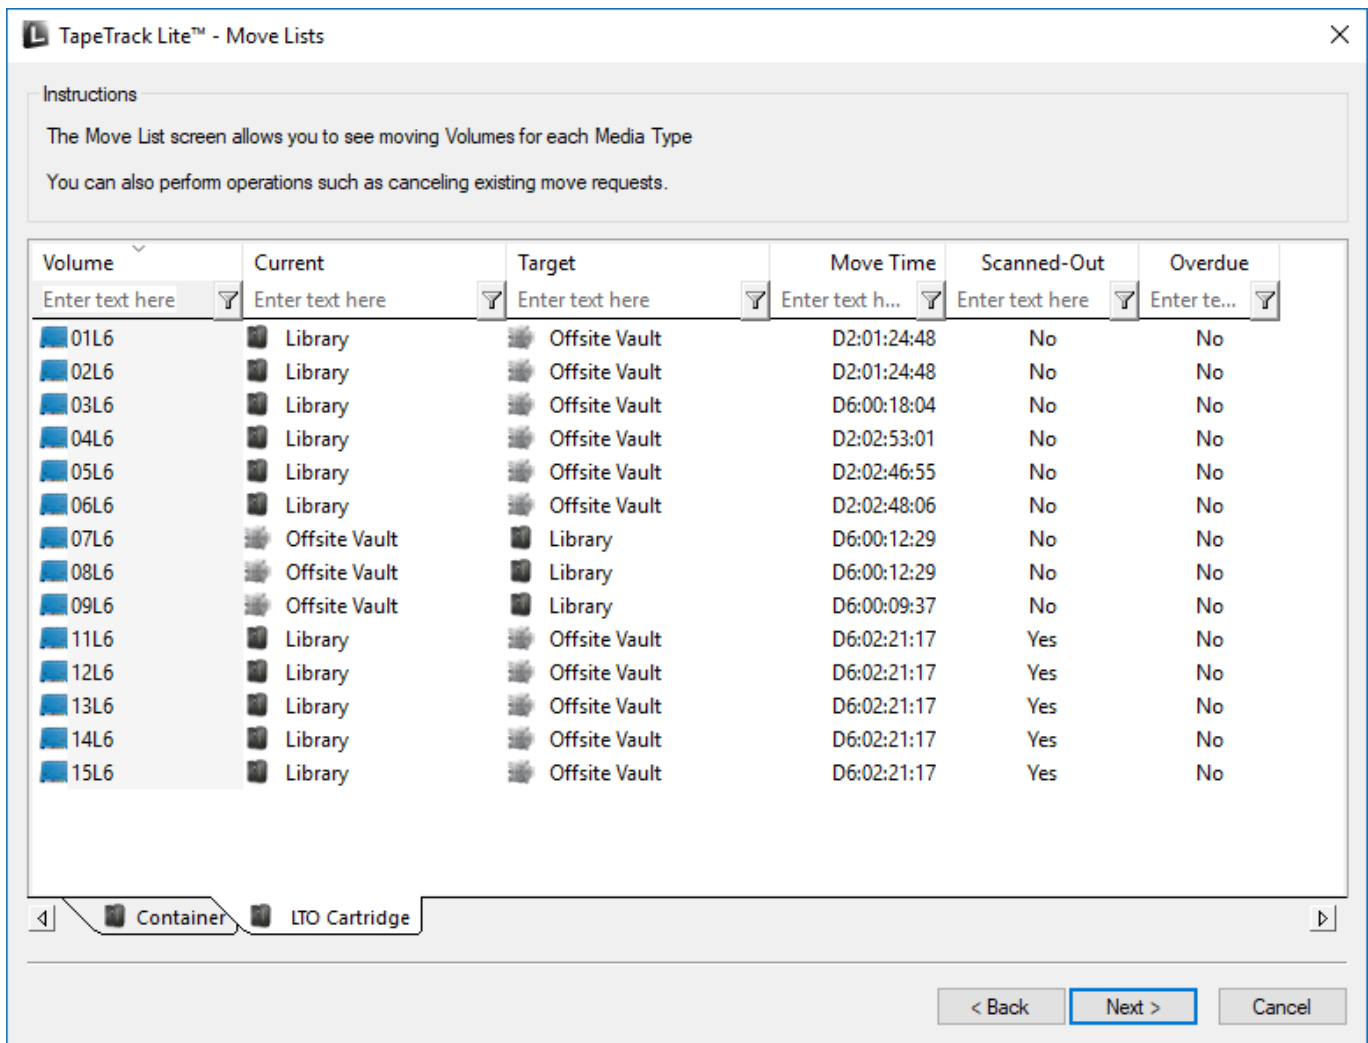 TapeTrack Lite™ - Move Lists
Instructions
The Move List screen allows you to see moving Volumes for each Media Type
You can also perform operations such as canceling existing move requests.
Volume Current Target Move Time Scanned-Out Overdue
Enter text here Enter text here Enter text here Enter text h... Enter text here Enter te...
01L6 Library Offsite Vault D2:01:24:48 No No
02L6 Library Offsite Vault D2:01:24:48 No No
03L6 Library Offsite Vault D6:00:18:04 No No
04L6 Library Offsite Vault D2:02:53:01 No No
05L6 Library Offsite Vault D2:02:46:55 No No
06L6 Library Offsite Vault D2:02:48:06 No No
07L6 Offsite Vault Library D6:00:12:29 No No
08L6 Offsite Vault Library D6:00:12:29 No No
09L6 Offsite Vault Library D6:00:09:37 No No
11L6 Library Offsite Vault D6:02:21:17 Yes No
12L6 Library Offsite Vault D6:02:21:17 Yes No
13L6 Library Offsite Vault D6:02:21:17 Yes No
14L6 Library Offsite Vault D6:02:21:17 Yes No
15L6 Library Offsite Vault D6:02:21:17 Yes No
Container LTO Cartridge
< Back Next > Cancel